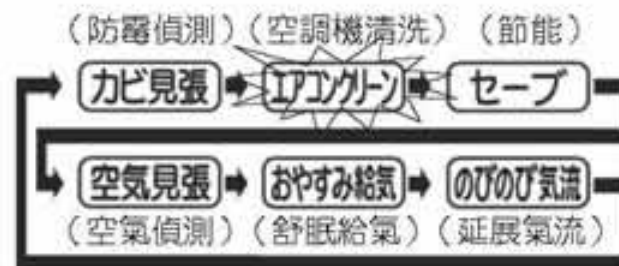 (防霉偵測) (空調機清洗) (節能)
カビ見張 エアコンクリーン セーブ
空気見張 おやすみ給気 のびのび気流
(空氣偵測) (舒眠給氣) (延展氣流)